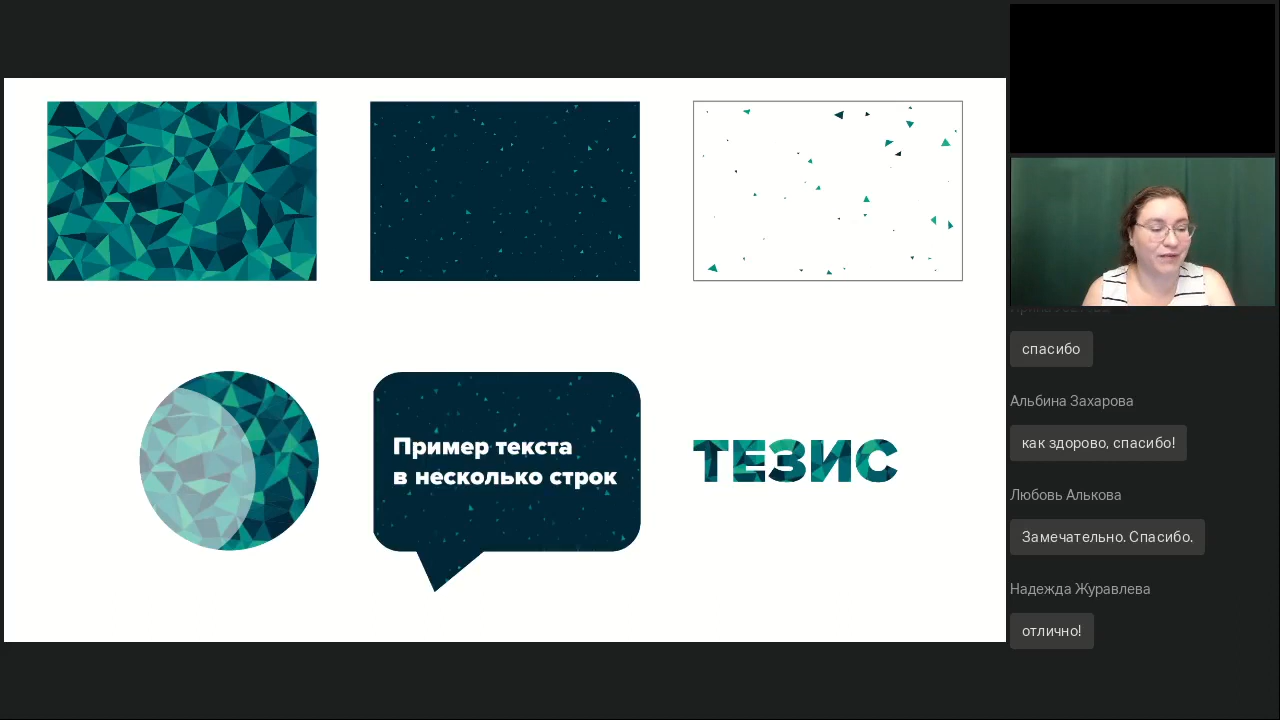 Пример текста
в несколько строк
ТЕЗИС
спасибо
Альбина Захарова
как здорово, спасибо!
Любовь Алькова
Замечательно. Спасибо.
Надежда Журавлева
отлично!